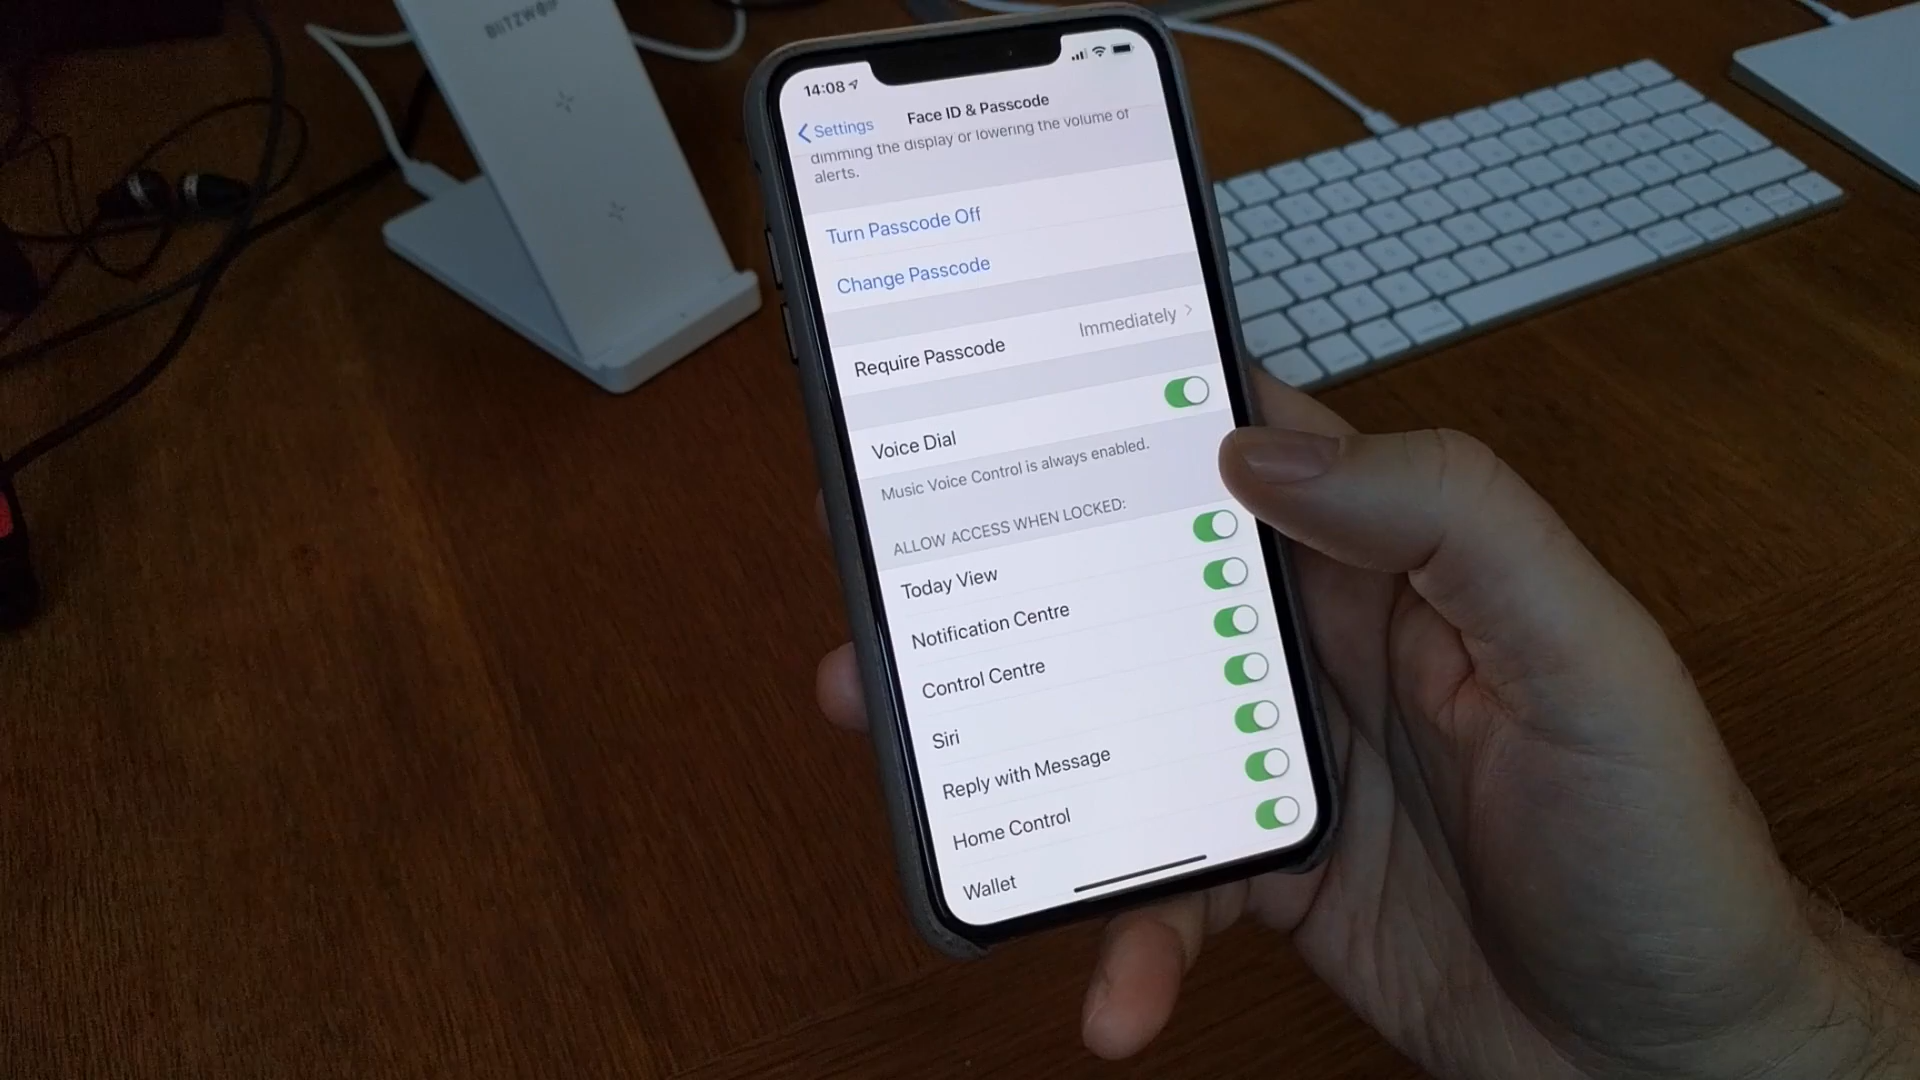 BLITZWOLF
14:08
Settings
Face ID & Passcode
dimming the display or lowering the volume of
alerts.
Turn Passcode Off
Change Passcode
Require Passcode
Immediately
Voice Dial
Music Voice Control is always enabled.
ALLOW ACCESS WHEN LOCKED:
Today View
Notification Centre
Control Centre
Siri
Reply with Message
Home Control
Wallet